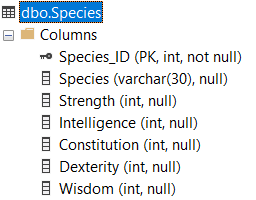 dbo.Species
Columns
Species_ID (PK, int, not null)
Species (varchar(30), null)
Strength (int, null)
Intelligence (int, null)
Constitution (int, null)
Dexterity (int, null)
Wisdom (int, null)